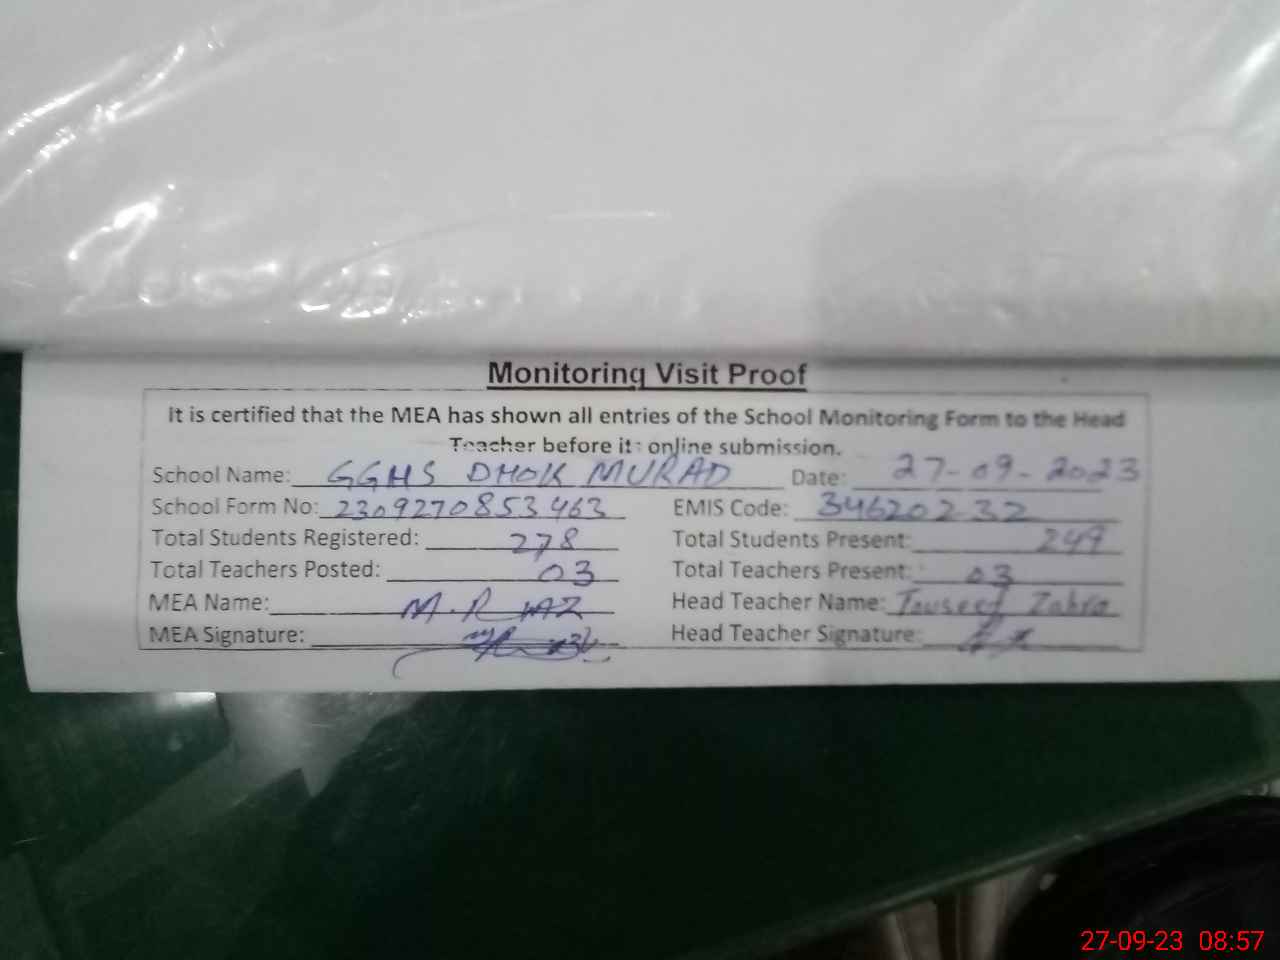 Monitoring Visit Proof
It is certified that the MEA has shown all entries of the School Monitoring Form to the Head
Teacher before its online submission.
School Name: GGHS DHOK MURAD Date: 27-09-2023
School Form No: 2309270853463 EMIS Code: 34620232
Total Students Registered: 278 Total Students Present: 249
Total Teachers Posted: 03 Total Teachers Present: 03
MEA Name: M. R Head Teacher Name: Touseef Zahra
MEA Signature: Head Teacher Signature:
27-09-23 08:57